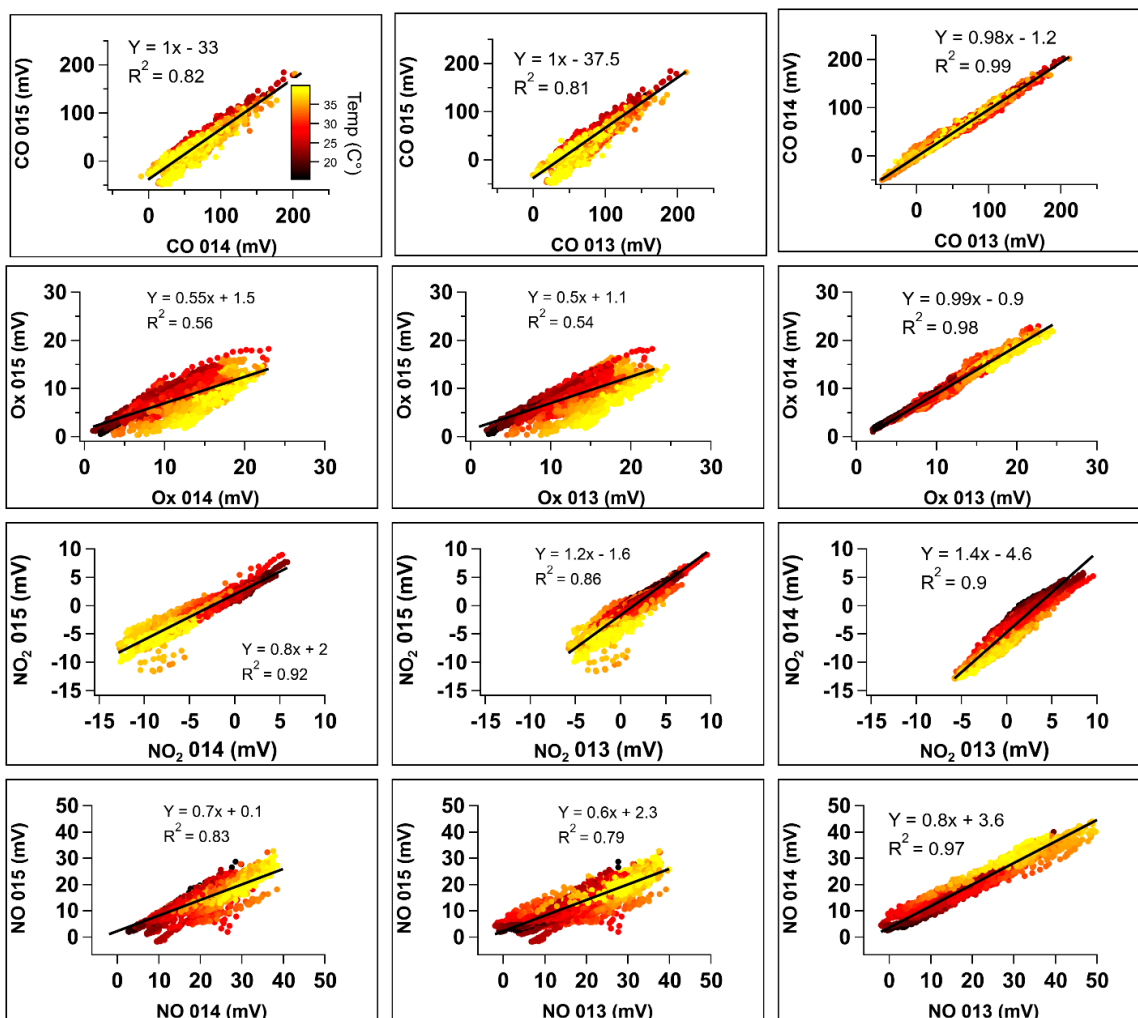 Y = 1x - 33
R² = 0.82
CO 015 (mV)
200
100
0
Temp (C°)
35
30
25
20
0 100 200
CO 014 (mV)
Y = 1x - 37.5
R² = 0.81
CO 015 (mV)
200
100
0
0 100 200
CO 013 (mV)
Y = 0.98x - 1.2
R² = 0.99
CO 014 (mV)
200
100
0
0 100 200
CO 013 (mV)
Y = 0.55x + 1.5
R² = 0.56
Ox 015 (mV)
30
20
10
0
0 10 20 30
Ox 014 (mV)
Y = 0.5x + 1.1
R² = 0.54
Ox 015 (mV)
30
20
10
0
0 10 20 30
Ox 013 (mV)
Y = 0.99x - 0.9
R² = 0.98
Ox 014 (mV)
30
20
10
0
0 10 20 30
Ox 013 (mV)
NO₂ 015 (mV)
10
5
0
-5
-10
-15
Y = 0.8x + 2
R² = 0.92
-15 -10 -5 0 5 10
NO₂ 014 (mV)
Y = 1.2x - 1.6
R² = 0.86
NO₂ 015 (mV)
10
5
0
-5
-10
-15
-15 -10 -5 0 5 10
NO₂ 013 (mV)
Y = 1.4x - 4.6
R² = 0.9
NO₂ 014 (mV)
10
5
0
-5
-10
-15
-15 -10 -5 0 5 10
NO₂ 013 (mV)
Y = 0.7x + 0.1
R² = 0.83
NO 015 (mV)
50
40
30
20
10
0
0 10 20 30 40 50
NO 014 (mV)
Y = 0.6x + 2.3
R² = 0.79
NO 015 (mV)
50
40
30
20
10
0
0 10 20 30 40 50
NO 013 (mV)
Y = 0.8x + 3.6
R² = 0.97
NO 014 (mV)
50
40
30
20
10
0
0 10 20 30 40 50
NO 013 (mV)